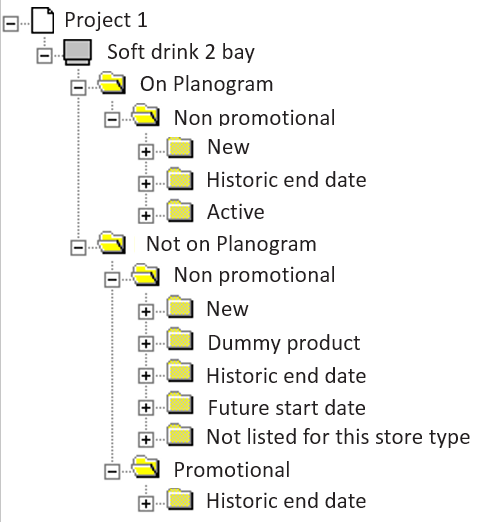 Project 1
Soft drink 2 bay
On Planogram
Non promotional
New
Historic end date
Active
Not on Planogram
Non promotional
New
Dummy product
Historic end date
Future start date
Not listed for this store type
Promotional
Historic end date